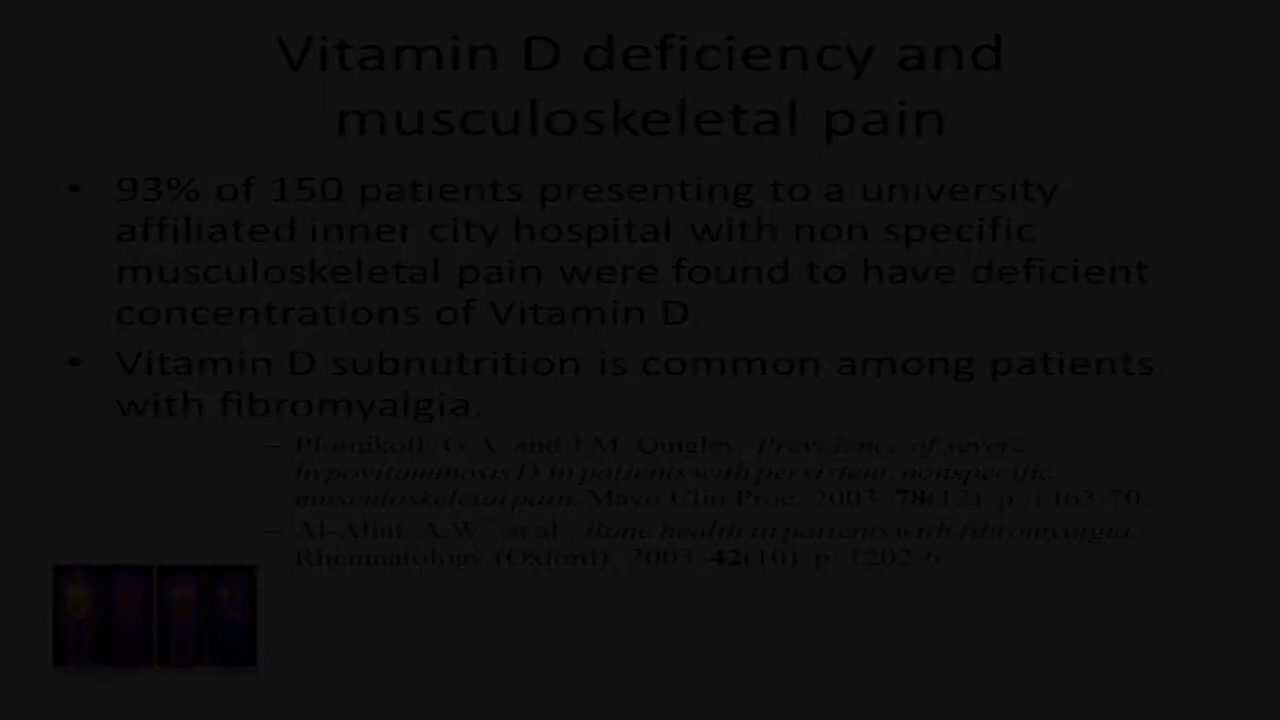 Vitamin D deficiency and
musculoskeletal pain
• 93% of 150 patients presenting to a university
affiliated inner city hospital with non specific
musculoskeletal pain were found to have deficient
concentrations of Vitamin D.
• Vitamin D subnutrition is common among patients
with fibromyalgia.
– Plotnikoff, G.A. and J.M. Quigley, Prevalence of severe
hypovitaminosis D in patients with persistent, nonspecific
musculoskeletal pain. Mayo Clin Proc, 2003. 78(12): p. 1463-70.
– Al-Allaf, A.W., et al., Bone health in patients with fibromyalgia.
Rheumatology (Oxford), 2003. 42(10): p. 1202-6.